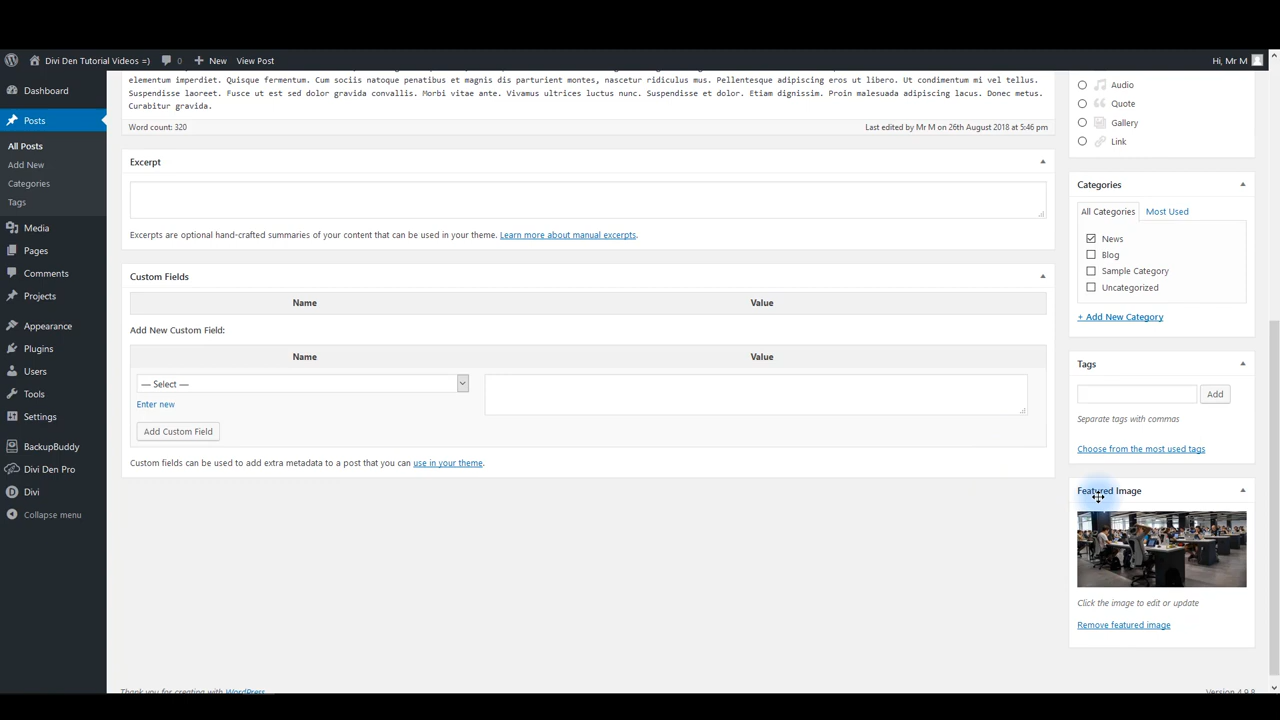 Divi Den Tutorial Videos =) 0 New View Post Hi, Mr M
Dashboard
Posts
All Posts
Add New
Categories
Tags
Media
Pages
Comments
Projects
Appearance
Plugins
Users
Tools
Settings
BackupBuddy
Divi Den Pro
Divi
Collapse menu
elementum imperdiet. Quisque fermentum. Cum sociis natoque penatibus et magnis dis parturient montes, nascetur ridiculus mus. Pellentesque adipiscing eros ut libero. Ut condimentum mi vel tellus.
Suspendisse laoreet. Fusce ut est sed dolor gravida convallis. Morbi vitae ante. Vivamus ultrices luctus nunc. Suspendisse et dolor. Etiam dignissim. Proin malesuada adipiscing lacus. Donec metus.
Curabitur gravida.
Word count: 320 Last edited by Mr M on 26th August 2018 at 5:46 pm
Excerpt
Excerpts are optional hand-crafted summaries of your content that can be used in your theme. Learn more about manual excerpts.
Custom Fields
Name Value
Add New Custom Field:
Name Value
— Select —
Enter new
Add Custom Field
Custom fields can be used to add extra metadata to a post that you can use in your theme.
Thank you for creating with WordPress.
Audio
Quote
Gallery
Link
Categories
All Categories Most Used
News
Blog
Sample Category
Uncategorized
+ Add New Category
Tags
Add
Separate tags with commas
Choose from the most used tags
Featured Image
Click the image to edit or update
Remove featured image
Version 4.9.8